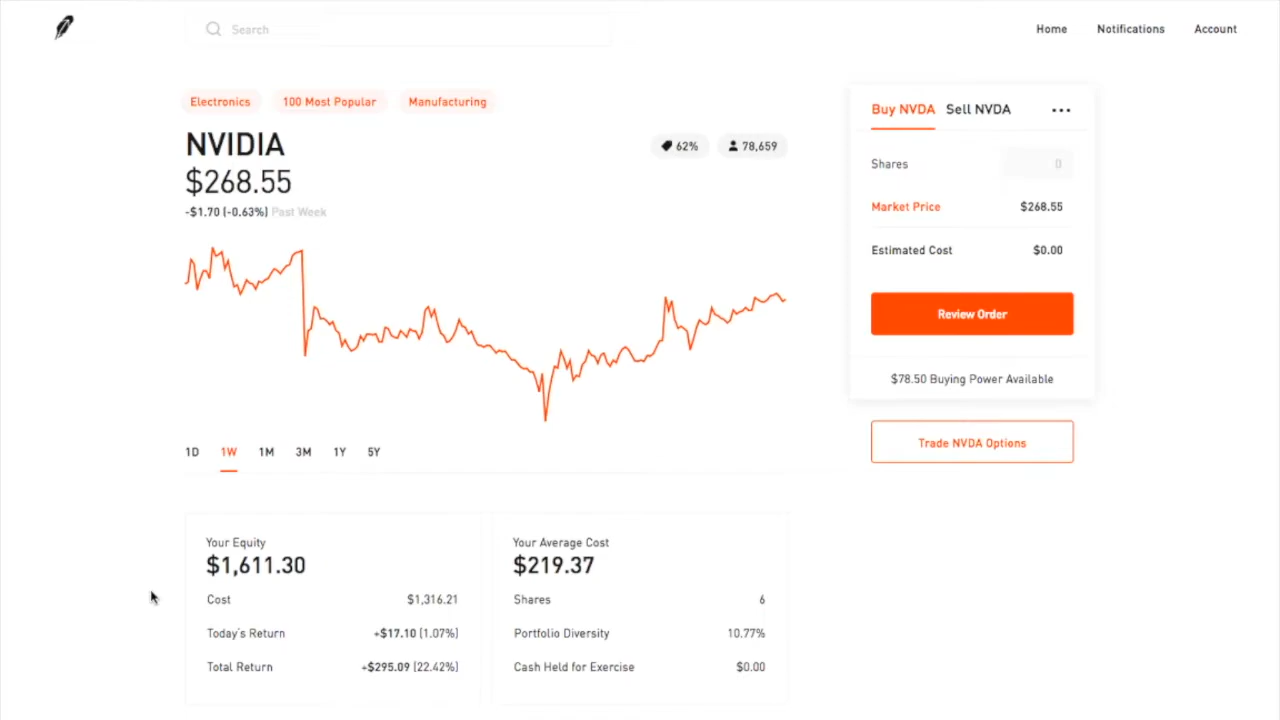 Search
Home Notifications Account
Electronics 100 Most Popular Manufacturing
NVIDIA
62% 78,659
$268.55
-$1.70 (-0.63%) Past Week
1D 1W 1M 3M 1Y 5Y
Buy NVDA Sell NVDA
Shares 0
Market Price $268.55
Estimated Cost $0.00
Review Order
$78.50 Buying Power Available
Trade NVDA Options
Your Equity
$1,611.30
Cost $1,316.21
Today's Return +$17.10 (1.07%)
Total Return +$295.09 (22.42%)
Your Average Cost
$219.37
Shares 6
Portfolio Diversity 10.77%
Cash Held for Exercise $0.00